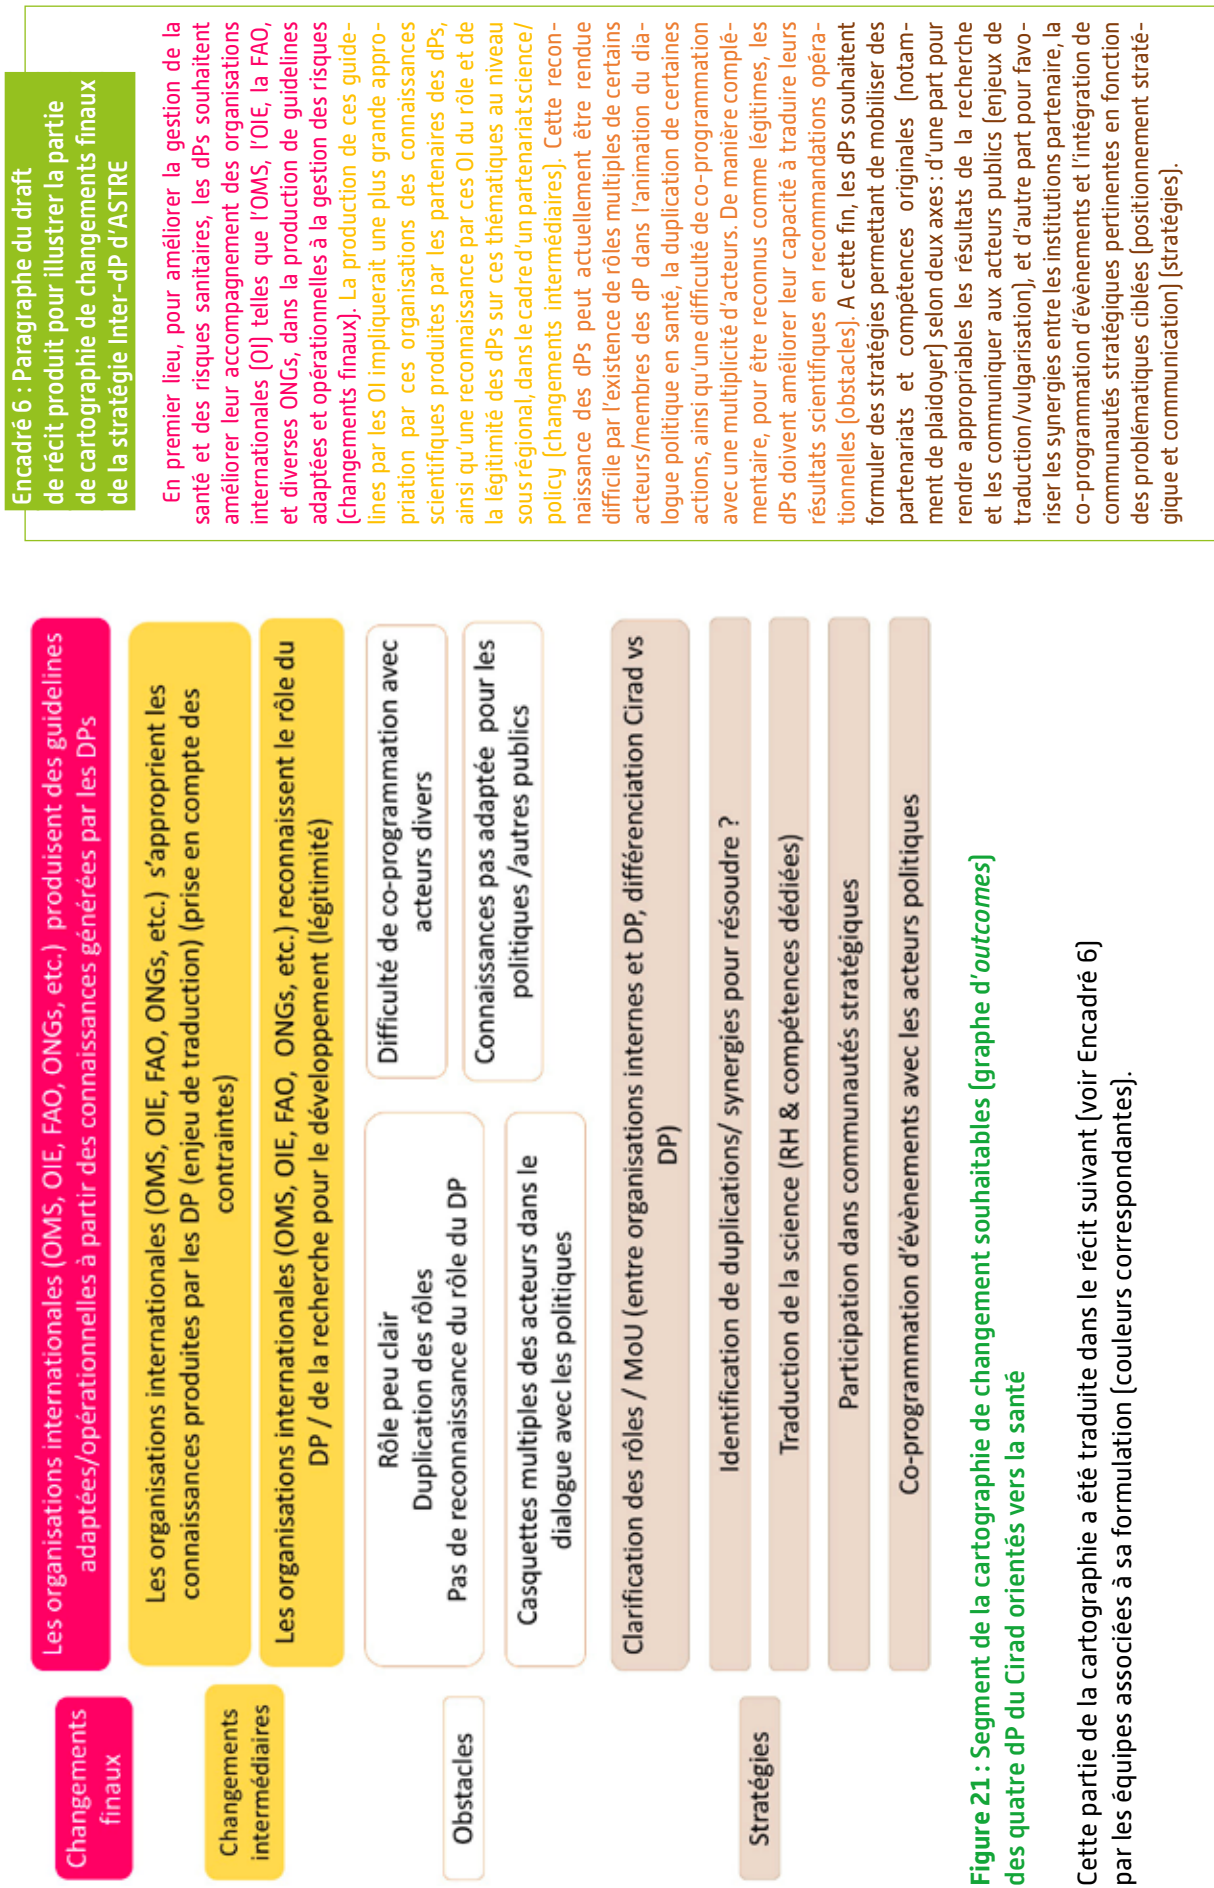 Changements
finaux
Les organisations internationales (OMS, OIE, FAO, ONGs, etc.) produisent des guidelines
adaptées/opérationnelles à partir des connaissances générées par les DPs
Changements
intermédiaires
Les organisations internationales (OMS, OIE, FAO, ONGs, etc.) s'approprient les
connaissances produites par les DP (enjeu de traduction) (prise en compte des
contraintes)
Les organisations internationales (OMS, OIE, FAO, ONGs, etc.) reconnaissent le rôle du
DP / de la recherche pour le développement (légitimité)
Obstacles
Rôle peu clair
Duplication des rôles
Pas de reconnaissance du rôle du DP
Difficulté de co-programmation avec
acteurs divers
Casquettes multiples des acteurs dans le
dialogue avec les politiques
Connaissances pas adaptée pour les
politiques /autres publics
Stratégies
Clarification des rôles / MoU (entre organisations internes et DP, différenciation Cirad vs
DP)
Identification de duplications/ synergies pour résoudre ?
Traduction de la science (RH & compétences dédiées)
Participation dans communautés stratégiques
Co-programmation d'évènements avec les acteurs politiques
Figure 21 : Segment de la cartographie de changement souhaitables (graphe d'outcomes)
des quatre dP du Cirad orientés vers la santé
Cette partie de la cartographie a été traduite dans le récit suivant (voir Encadré 6)
par les équipes associées à sa formulation (couleurs correspondantes).
Encadré 6 : Paragraphe du draft
de récit produit pour illustrer la partie
de cartographie de changements finaux
de la stratégie Inter-dP d'ASTRE
En premier lieu, pour améliorer la gestion de la
santé et des risques sanitaires, les dPs souhaitent
améliorer leur accompagnement des organisations
internationales (OI) telles que l'OMS, l'OIE, la FAO,
et diverses ONGs, dans la production de guidelines
adaptées et opérationnelles à la gestion des risques
(changements finaux). La production de ces guide-
lines par les OI impliquerait une plus grande appro-
priation par ces organisations des connaissances
scientifiques produites par les partenaires des dPs,
ainsi qu'une reconnaissance par ces OI du rôle et de
la légitimité des dPs sur ces thématiques au niveau
sous régional, dans le cadre d'un partenariat science/
policy (changements intermédiaires). Cette recon-
naissance des dPs peut actuellement être rendue
difficile par l'existence de rôles multiples de certains
acteurs/membres des dP dans l'animation du dia-
logue politique en santé, la duplication de certaines
actions, ainsi qu'une difficulté de co-programmation
avec une multiplicité d'acteurs. De manière complé-
mentaire, pour être reconnus comme légitimes, les
dPs doivent améliorer leur capacité à traduire leurs
résultats scientifiques en recommandations opéra-
tionnelles (obstacles). A cette fin, les dPs souhaitent
formuler des stratégies permettant de mobiliser des
partenariats et compétences originales (notam-
ment de plaidoyer) selon deux axes : d'une part pour
rendre appropriables les résultats de la recherche
et les communiquer aux acteurs publics (enjeux de
traduction/vulgarisation), et d'autre part pour favo-
riser les synergies entre les institutions partenaire, la
co-programmation d'évènements et l'intégration de
communautés stratégiques pertinentes en fonction
des problématiques ciblées (positionnement straté-
gique et communication) (stratégies).